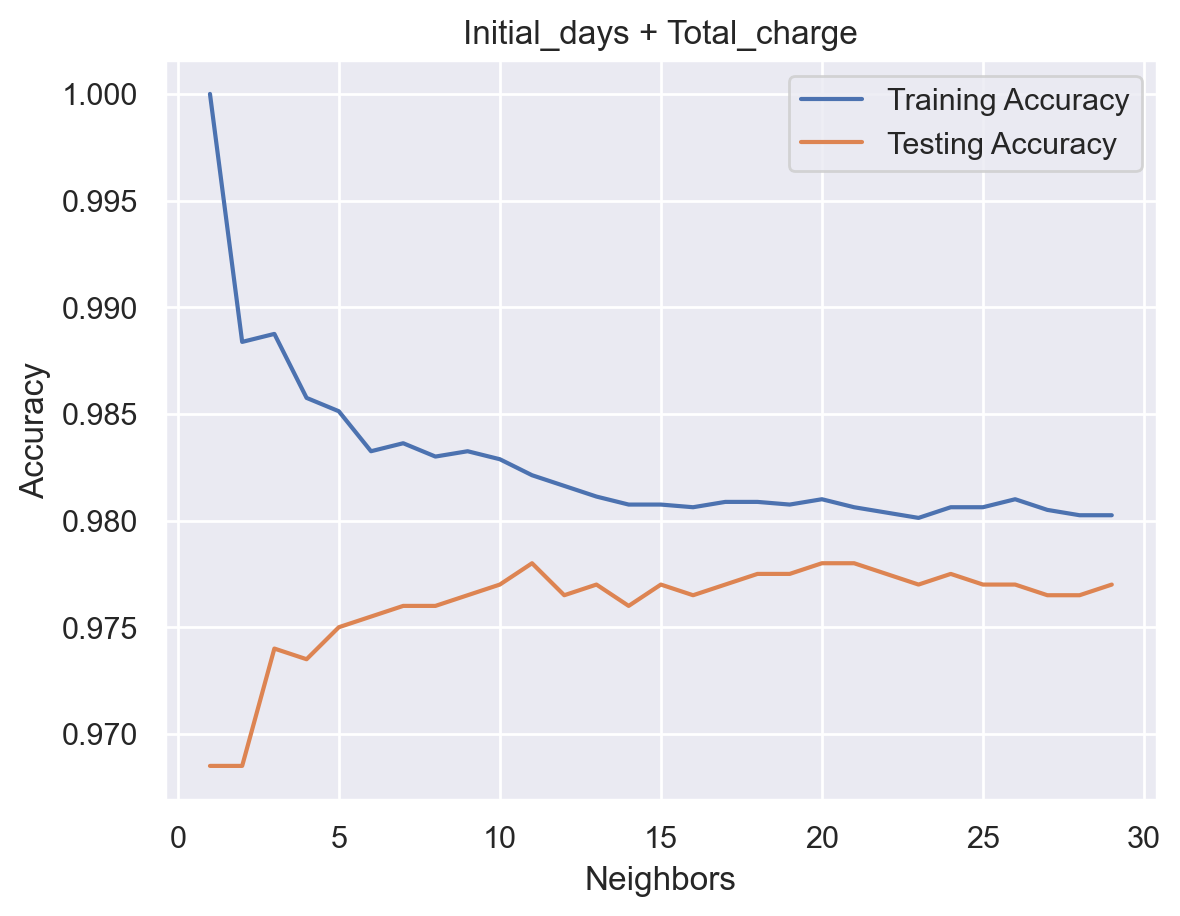 Initial_days + Total_charge
Training Accuracy
Testing Accuracy
1.000
0.995
0.990
0.985
0.980
0.975
0.970
Accuracy
0 5 10 15 20 25 30
Neighbors